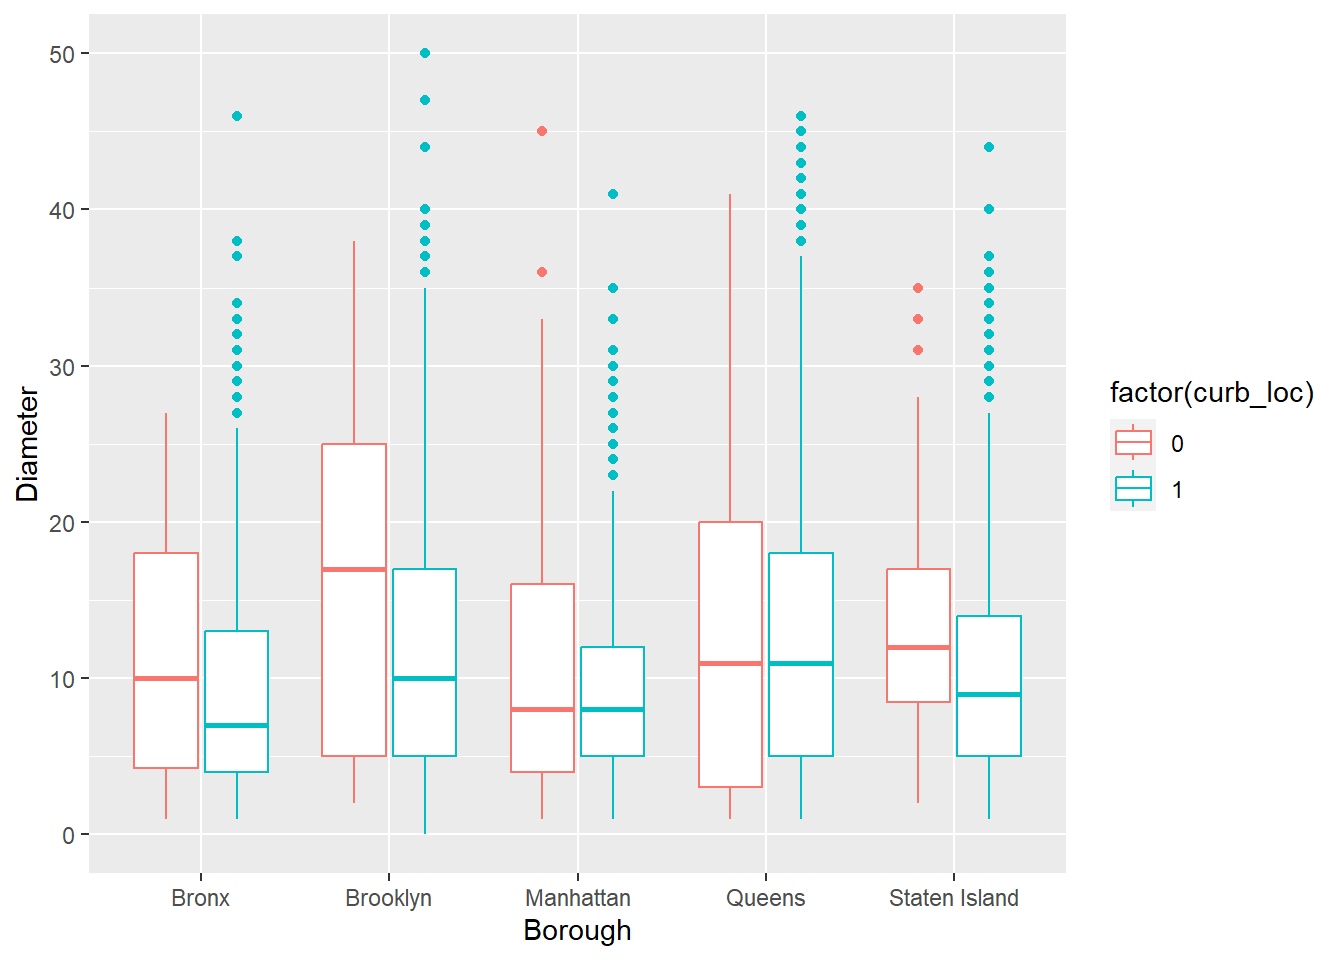 50
40
30
20
10
0
Diameter
Bronx
Brooklyn
Manhattan
Queens
Staten Island
Borough
factor(curb_loc)
0
1